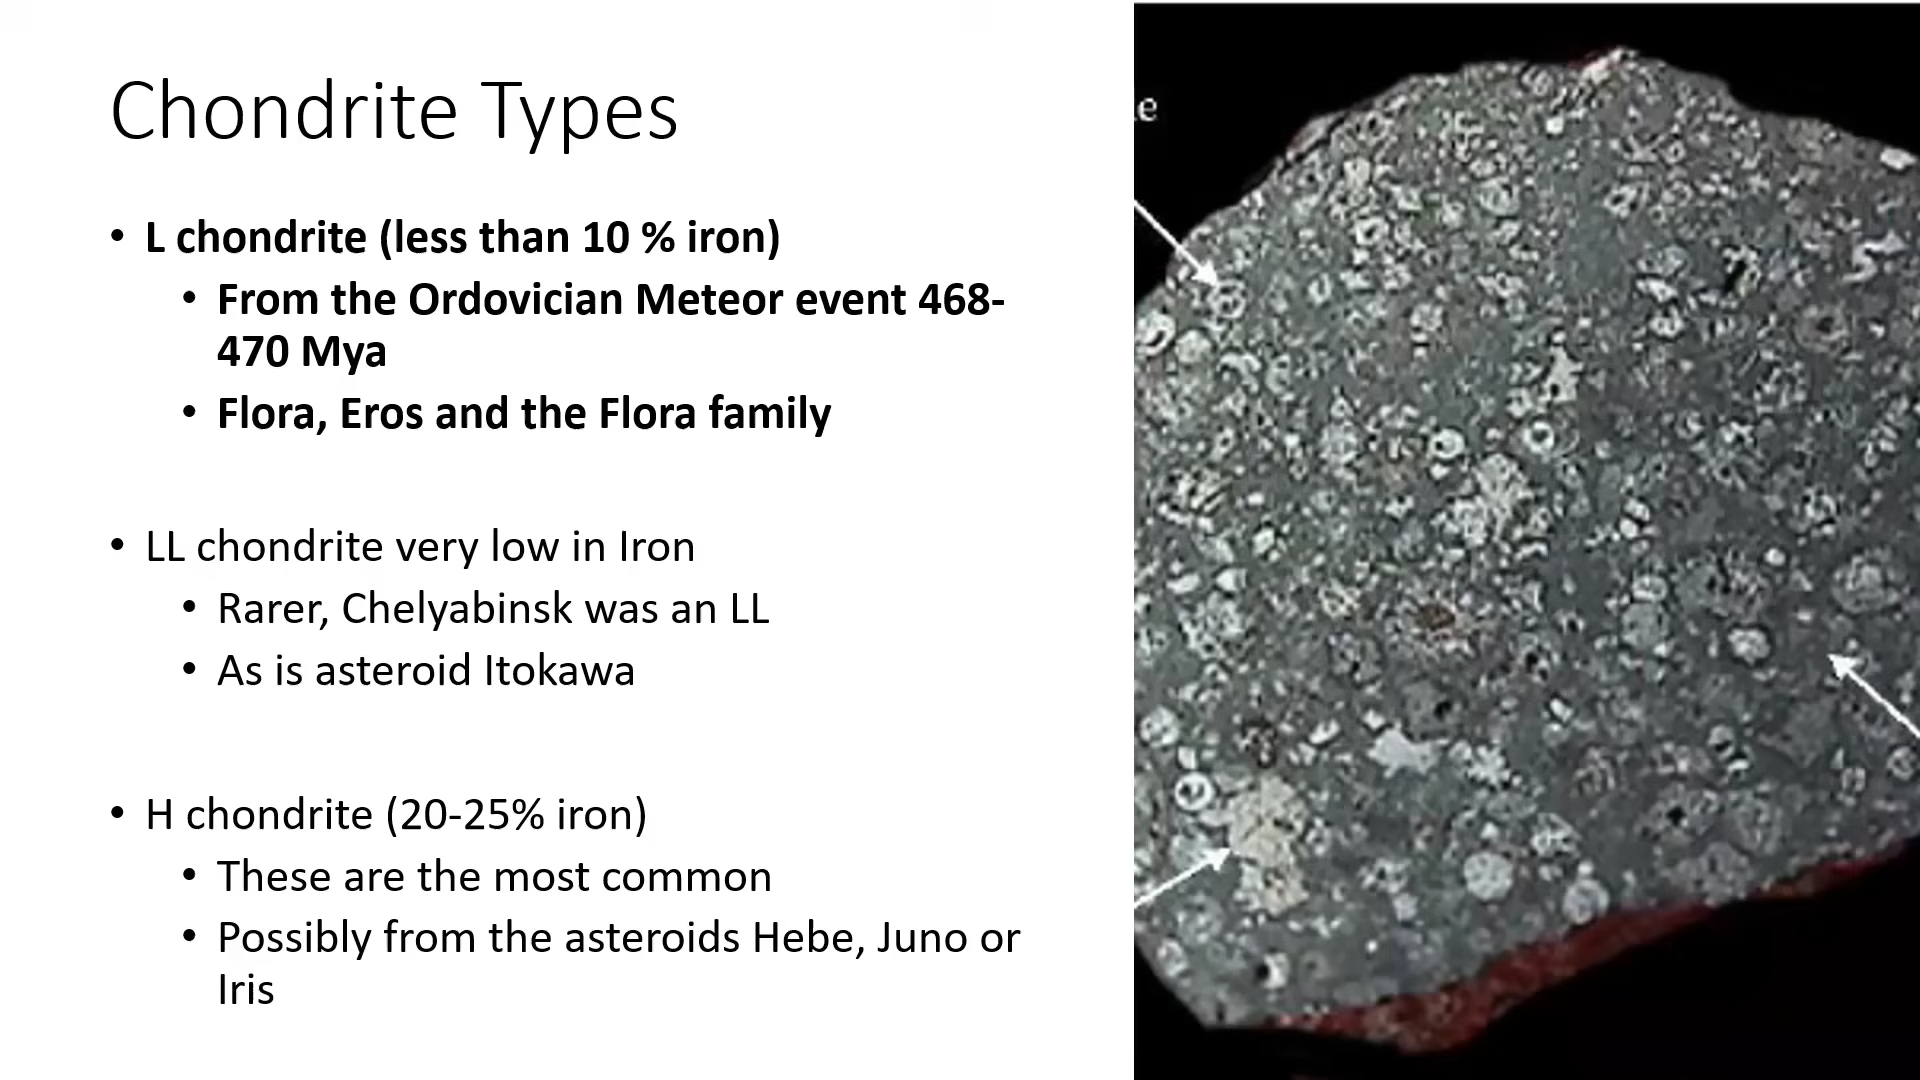 Chondrite Types
• L chondrite (less than 10 % iron)
• From the Ordovician Meteor event 468-
470 Mya
• Flora, Eros and the Flora family
• LL chondrite very low in Iron
• Rarer, Chelyabinsk was an LL
• As is asteroid Itokawa
• H chondrite (20-25% iron)
• These are the most common
• Possibly from the asteroids Hebe, Juno or
Iris